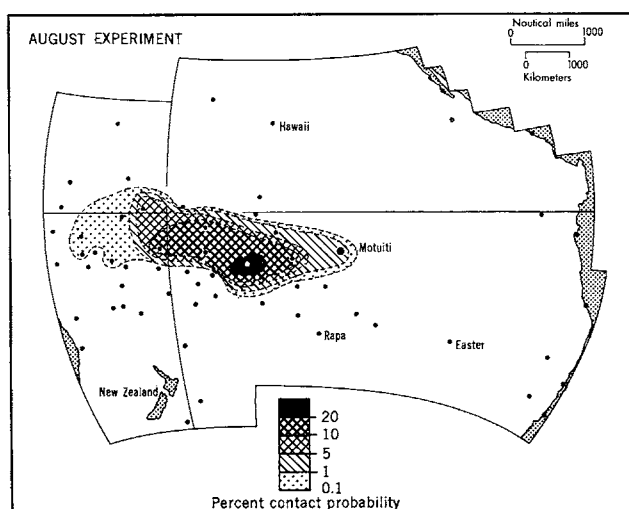 AUGUST EXPERIMENT
Nautical miles
0 1000
0 1000
Kilometers
Hawaii
Motuiti
Rapa
Easter
New Zealand
20
10
5
1
0.1
Percent contact probability